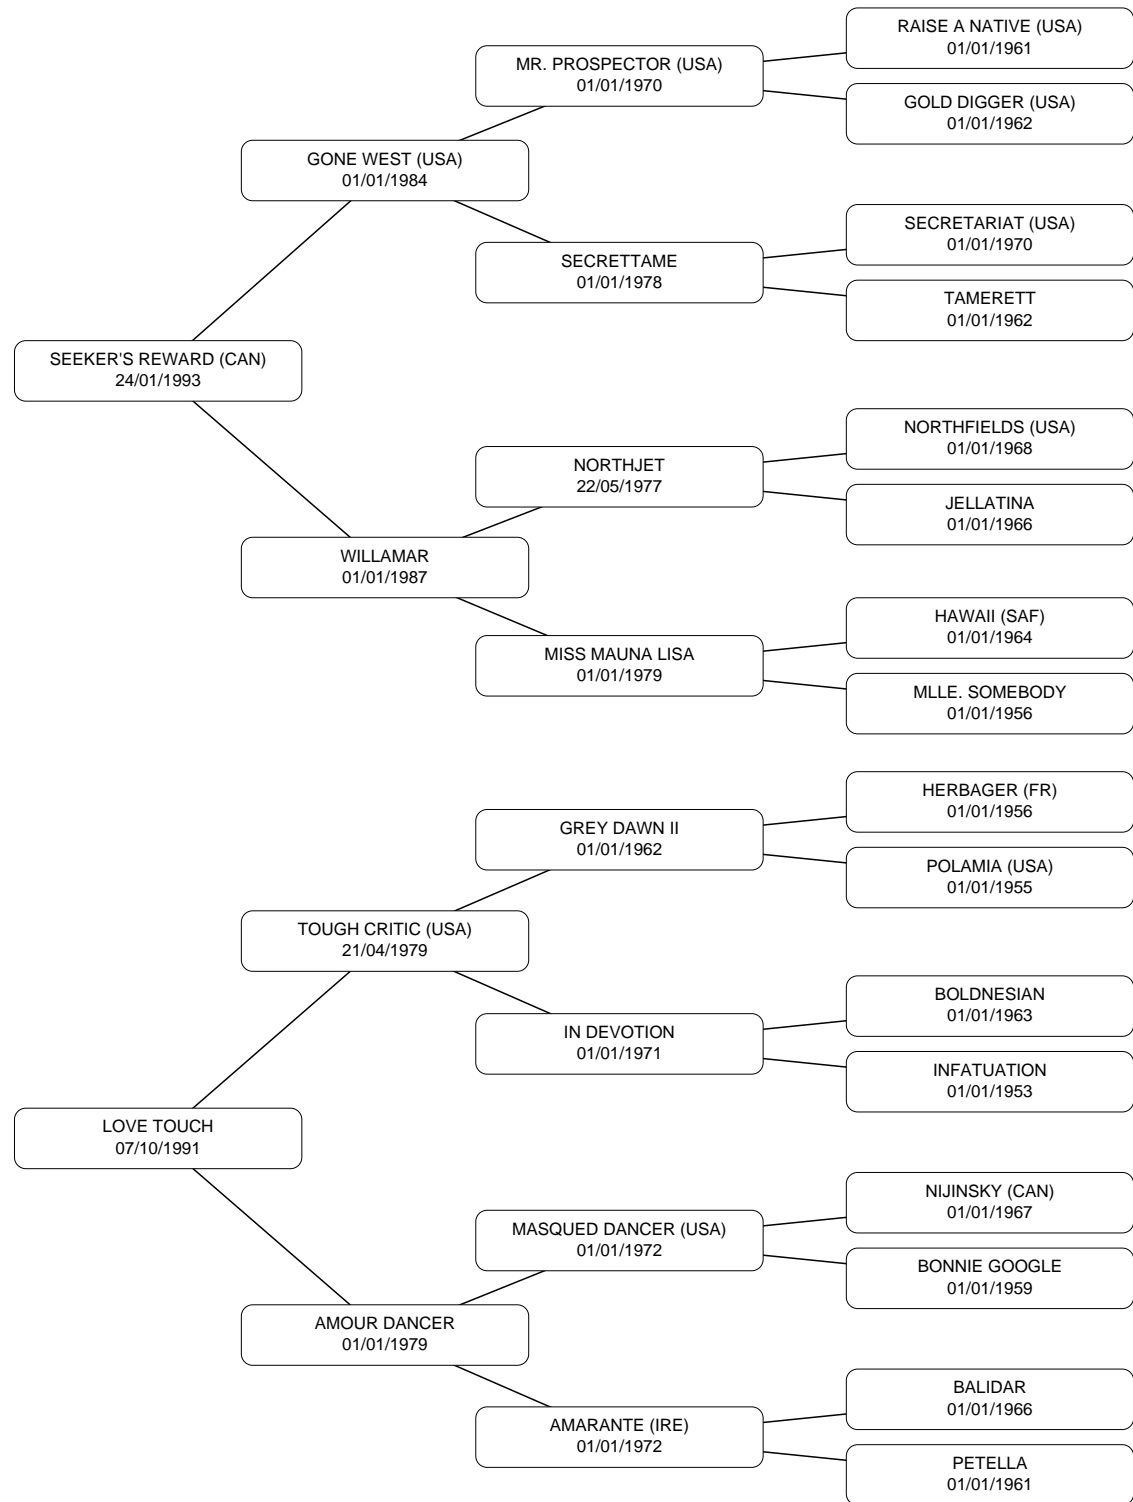 RAISE A NATIVE (USA)
01/01/1961
MR. PROSPECTOR (USA)
01/01/1970
GOLD DIGGER (USA)
01/01/1962
GONE WEST (USA)
01/01/1984
SECRETARIAT (USA)
01/01/1970
SECRETTAME
01/01/1978
TAMERETT
01/01/1962
SEEKER'S REWARD (CAN)
24/01/1993
NORTHFIELDS (USA)
01/01/1968
NORTHJET
22/05/1977
JELLATINA
01/01/1966
WILLAMAR
01/01/1987
HAWAII (SAF)
01/01/1964
MISS MAUNA LISA
01/01/1979
MLLE. SOMEBODY
01/01/1956
HERBAGER (FR)
01/01/1956
GREY DAWN II
01/01/1962
POLAMIA (USA)
01/01/1955
TOUGH CRITIC (USA)
21/04/1979
BOLDNESIAN
01/01/1963
IN DEVOTION
01/01/1971
INFATUATION
01/01/1953
LOVE TOUCH
07/10/1991
NIJINSKY (CAN)
01/01/1967
MASQUED DANCER (USA)
01/01/1972
BONNIE GOOGLE
01/01/1959
AMOUR DANCER
01/01/1979
BALIDAR
01/01/1966
AMARANTE (IRE)
01/01/1972
PETELLA
01/01/1961